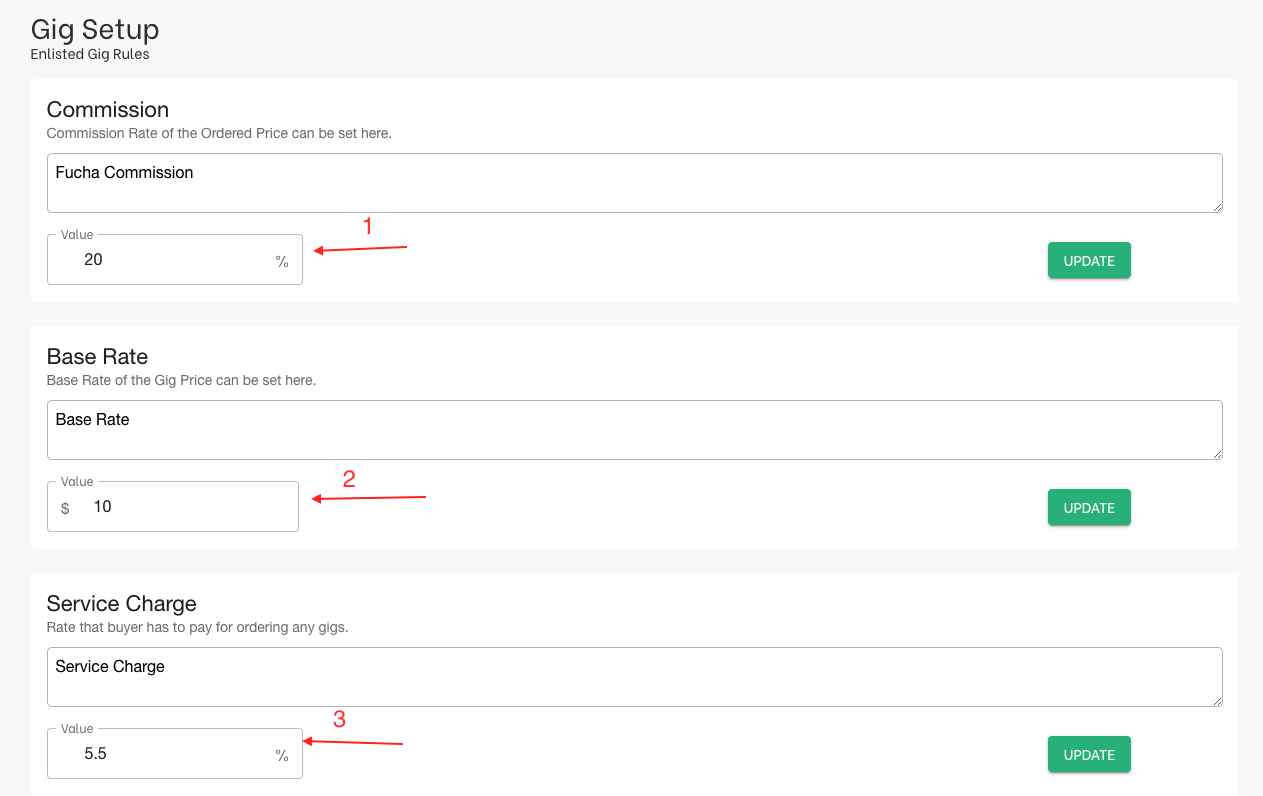 Gig Setup
Enlisted Gig Rules
Commission
Commission Rate of the Ordered Price can be set here.
Fucha Commission
1
Value
20 %
UPDATE
Base Rate
Base Rate of the Gig Price can be set here.
Base Rate
2
Value
$ 10
UPDATE
Service Charge
Rate that buyer has to pay for ordering any gigs.
Service Charge
3
Value
5.5 %
UPDATE